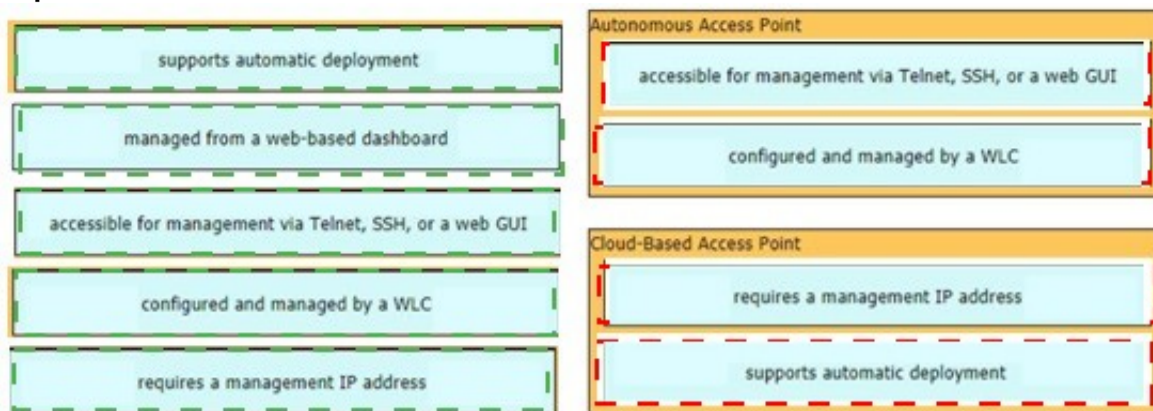 supports automatic deployment
managed from a web-based dashboard
accessible for management via Telnet, SSH, or a web GUI
configured and managed by a WLC
requires a management IP address
Autonomous Access Point
accessible for management via Telnet, SSH, or a web GUI
configured and managed by a WLC
Cloud-Based Access Point
requires a management IP address
supports automatic deployment